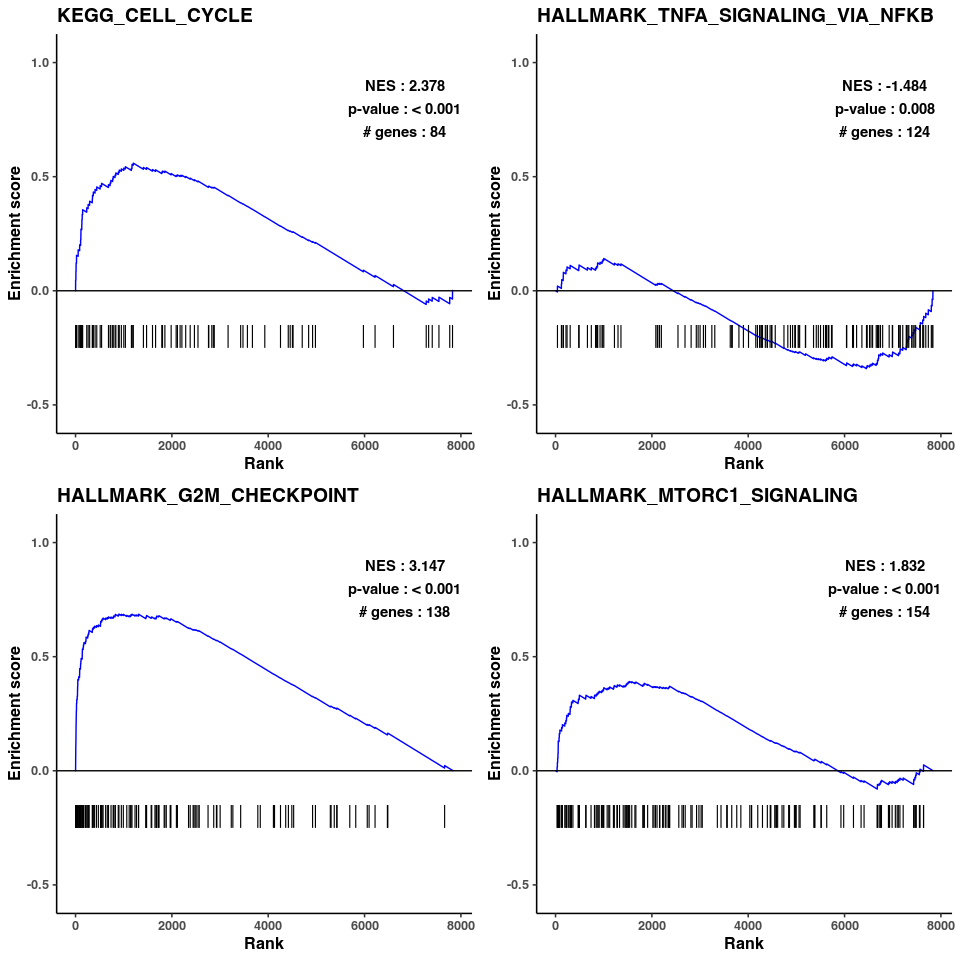 KEGG_CELL_CYCLE
1.0
0.5
0.0
-0.5
Enrichment score
NES : 2.378
p-value : < 0.001
# genes : 84
0 2000 4000 6000 8000
Rank
HALLMARK_TNFA_SIGNALING_VIA_NFKB
1.0
0.5
0.0
-0.5
Enrichment score
NES : -1.484
p-value : 0.008
# genes : 124
0 2000 4000 6000 8000
Rank
HALLMARK_G2M_CHECKPOINT
1.0
0.5
0.0
-0.5
Enrichment score
NES : 3.147
p-value : < 0.001
# genes : 138
0 2000 4000 6000 8000
Rank
HALLMARK_MTORC1_SIGNALING
1.0
0.5
0.0
-0.5
Enrichment score
NES : 1.832
p-value : < 0.001
# genes : 154
0 2000 4000 6000 8000
Rank